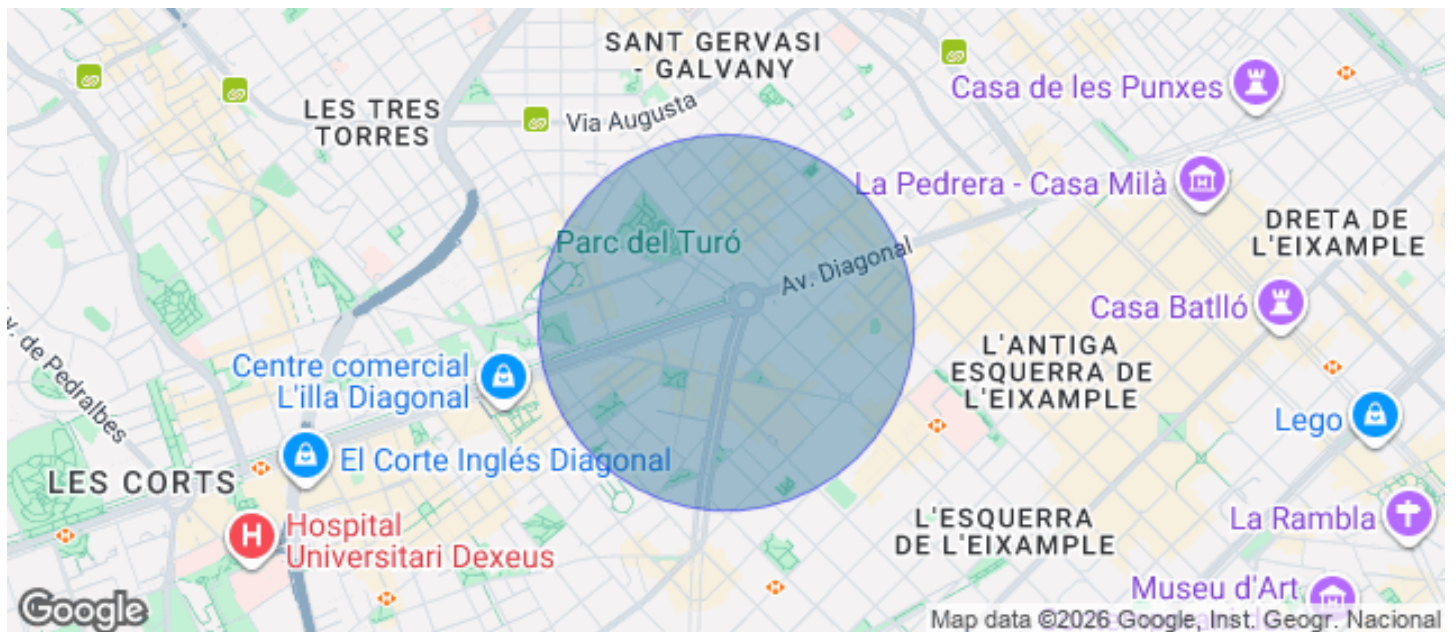 SANT GERVASI
- GALVANY
Casa de les Punxes
LES TRES
TORRES
Via Augusta
La Pedrera - Casa Milà
DRETA DE
L'EIXAMPLE
Parc del Turó
Av. Diagonal
Casa Batlló
. de Pedralbes
Centre comercial
L'illa Diagonal
L'ANTIGA
ESQUERRA DE
L'EIXAMPLE
Lego
El Corte Inglés Diagonal
LES CORTS
La Rambla
H
Hospital
Universitari Dexeus
L'ESQUERRA
DE L'EIXAMPLE
Museu d'Art
Google
Map data ©2026 Google, Inst. Geogr. Nacional